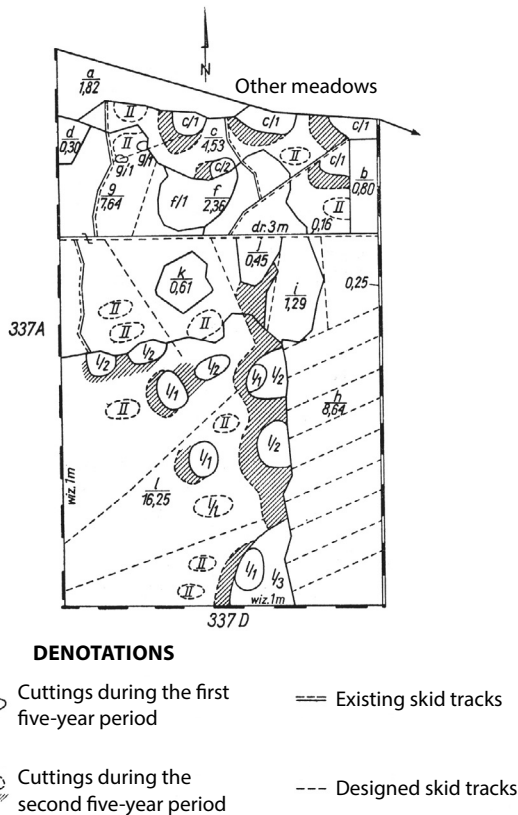 N
a
1,82
Other meadows
II
c/1
c
4,53
c/1
c/1
d
0,30
II
g/1
g/1
c/2
II
c/1
b
0,80
g
7,64
f/1
f
2,36
II
0,16
dr. 3m
j
0,45
k
0,61
i
1,29
0,25
II
II
II
337A
l/2
l/2
l/2
l/1
l/1
l/2
h
8,64
II
II
l/2
l/1
l
16,25
wiz. 1m
II
II
l/1
l/3
wiz. 1m
337 D
DENOTATIONS
Cuttings during the first
five-year period
Existing skid tracks
Cuttings during the
second five-year period
Designed skid tracks